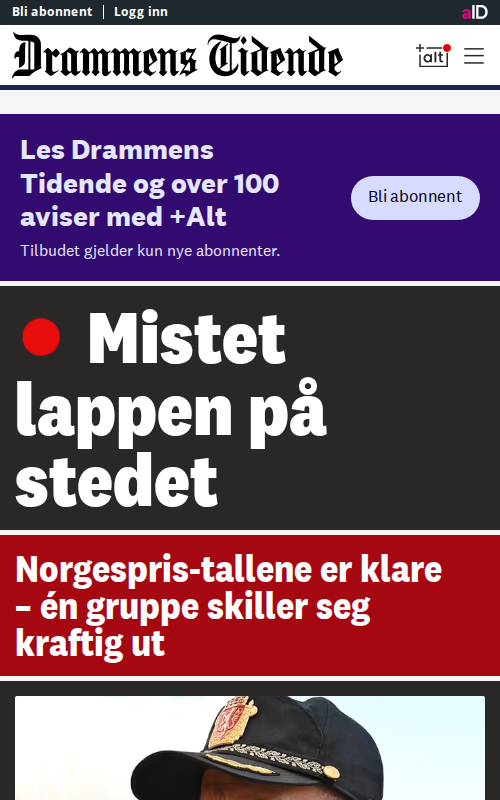 Bli abonnent
Logg inn
aID
Drammens Tidende
+alt
Les Drammens
Tidende og over 100
aviser med +Alt
Tilbudet gjelder kun nye abonnenter.
Bli abonnent
Mistet
lappen på
stedet
Norgespris-tallene er klare
– én gruppe skiller seg
kraftig ut